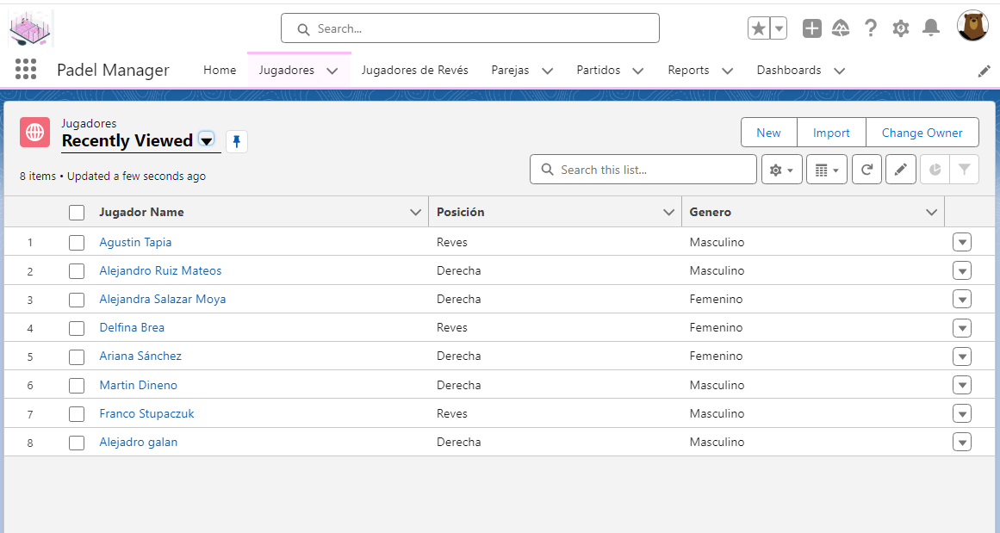 Search...
Padel Manager Home Jugadores Jugadores de Revés Parejas Partidos Reports Dashboards
Jugadores
Recently Viewed
New Import Change Owner
8 items • Updated a few seconds ago
Search this list...
Jugador Name Posición Genero
1 Agustin Tapia Reves Masculino
2 Alejandro Ruiz Mateos Derecha Masculino
3 Alejandra Salazar Moya Derecha Femenino
4 Delfina Brea Reves Femenino
5 Ariana Sánchez Derecha Femenino
6 Martin Dineno Derecha Masculino
7 Franco Stupaczuk Reves Masculino
8 Alejadro galan Derecha Masculino